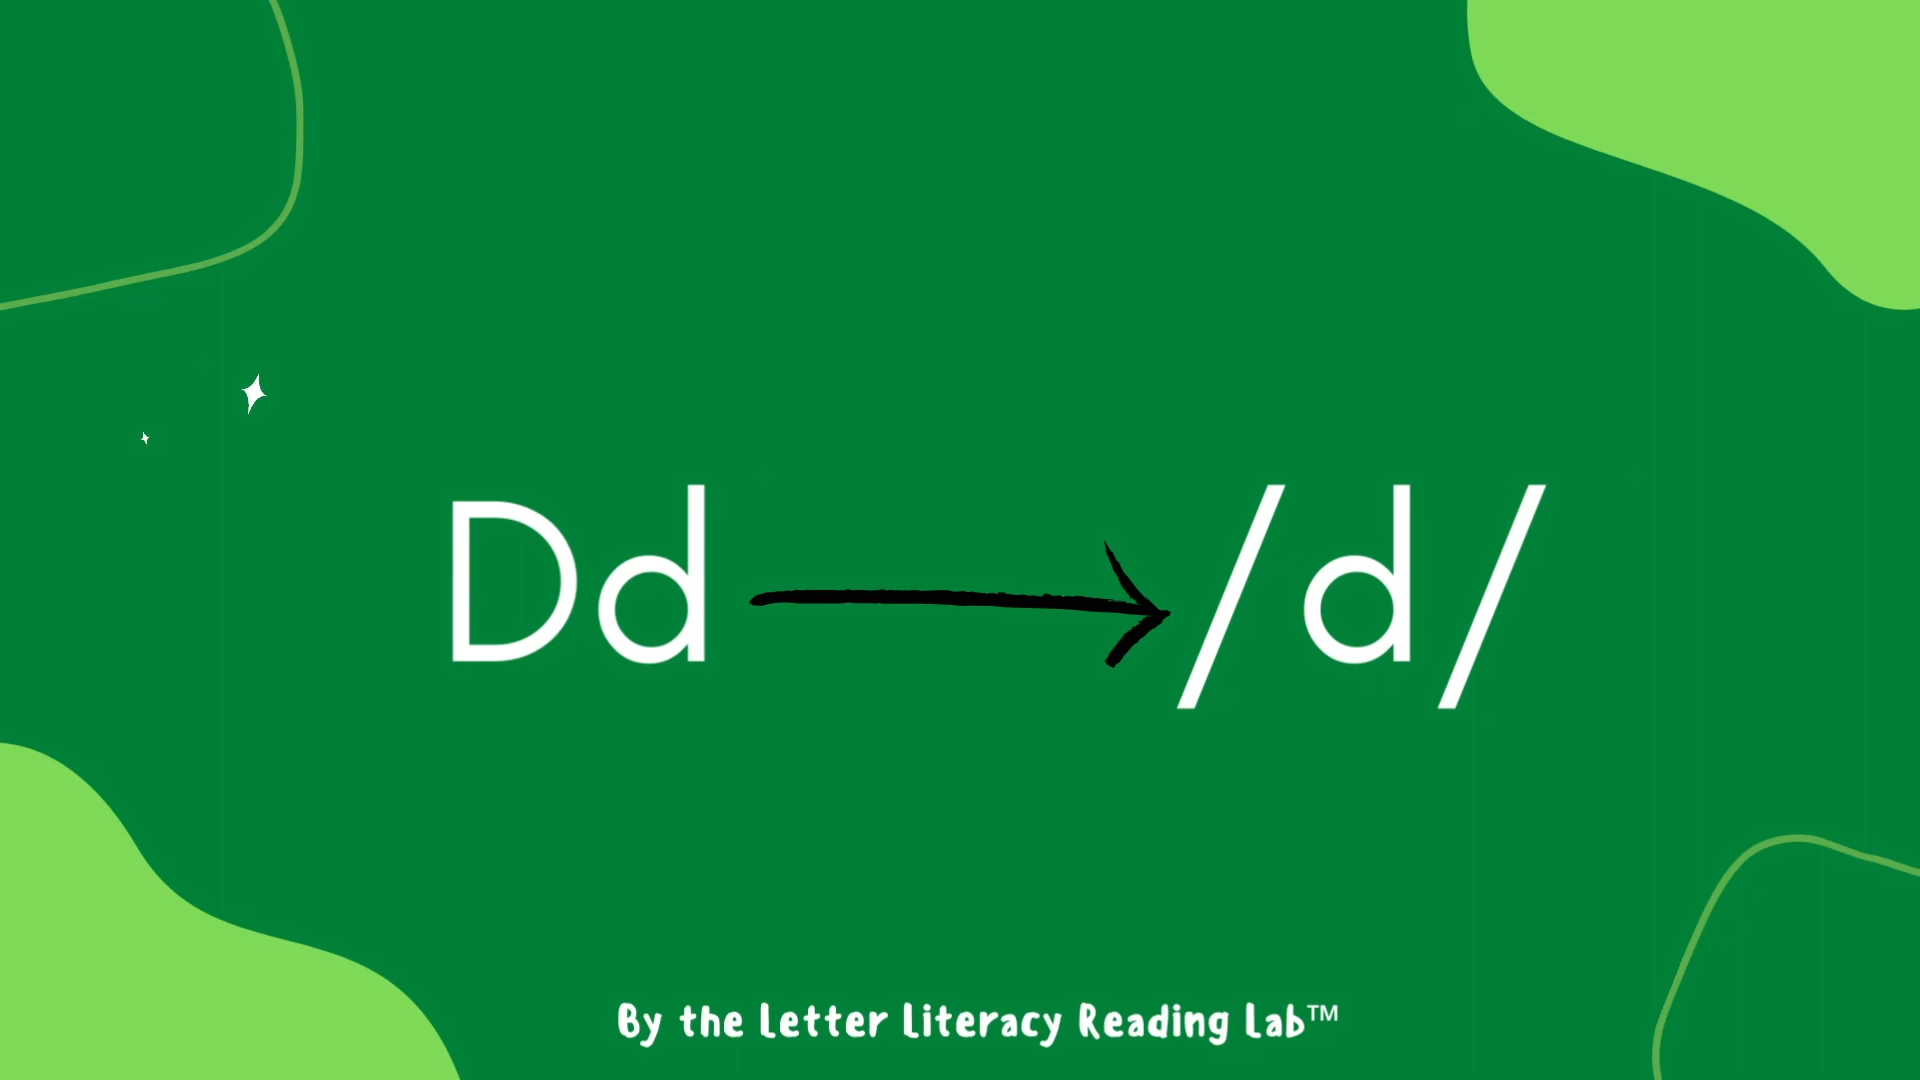 Dd /d/
By the Letter Literacy Reading Lab™